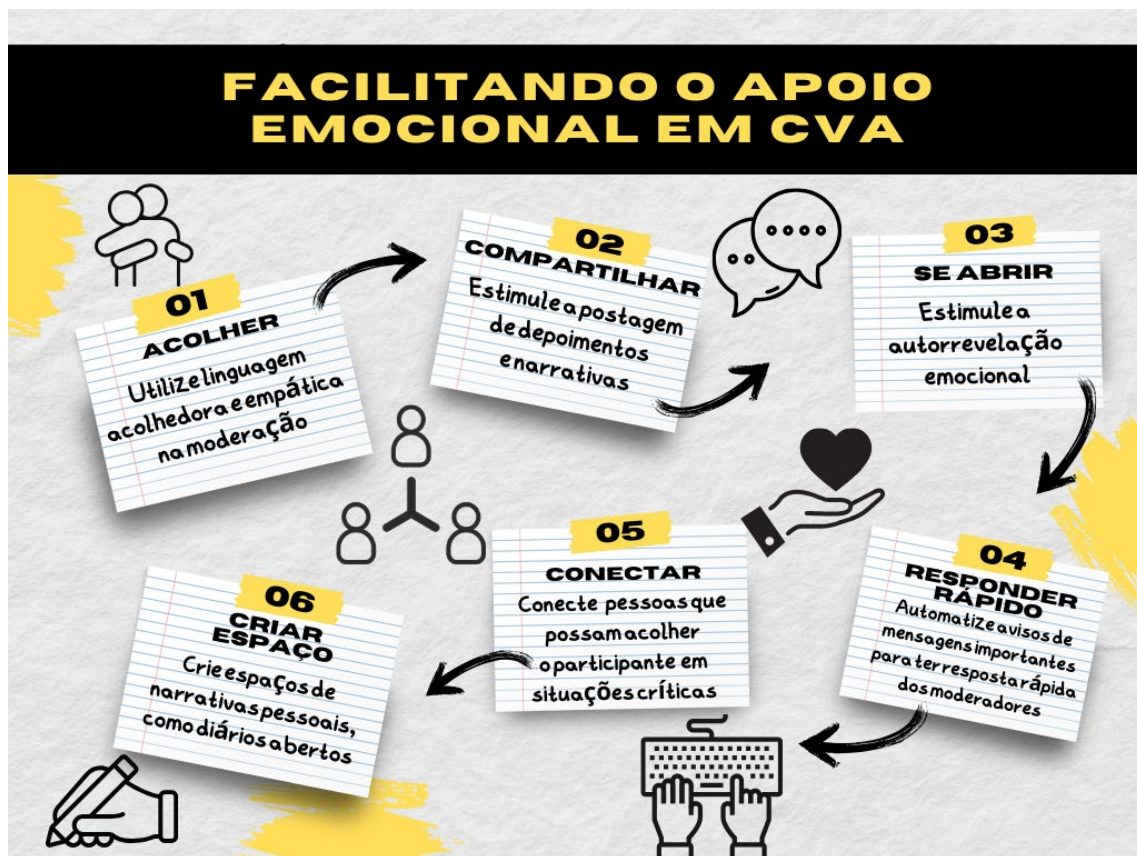 FACILITANDO O APOIO
EMOCIONAL EM CVA
01
ACOLHER
Utilize linguagem
acolhedora e empática
na moderação
02
COMPARTILHAR
Estimule a postagem
de depoimentos
e narrativas
03
SE ABRIR
Estimule a
autorrevelação
emocional
04
RESPONDER
RÁPIDO
Automatize avisos de
mensagens importantes
para ter resposta rápida
dos moderadores
05
CONECTAR
Conecte pessoas que
possam acolher
o participante em
situações críticas
06
CRIAR
ESPAÇO
Crie espaços de
narrativas pessoais,
como diários abertos